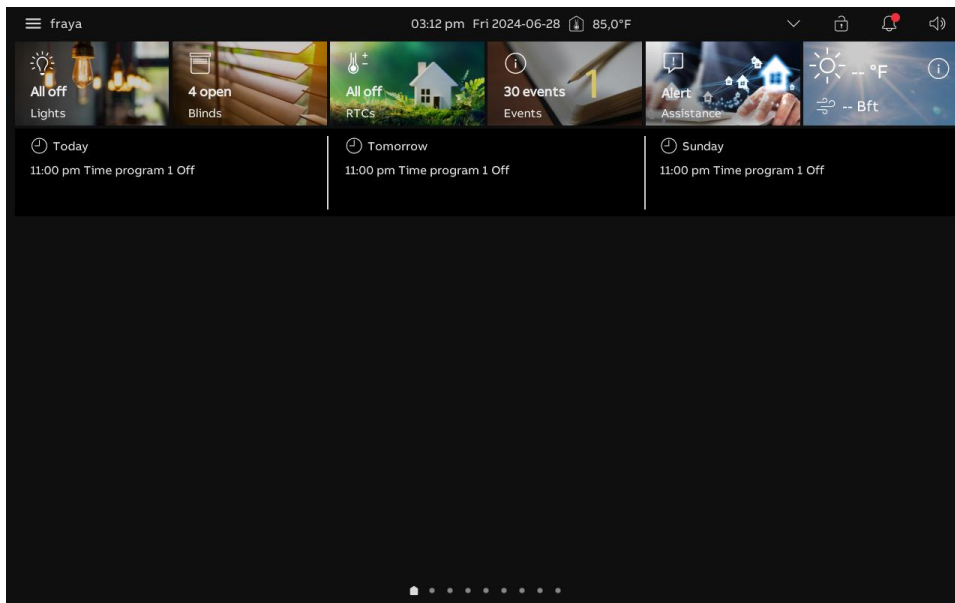 fraya
03:12 pm Fri 2024-06-28 85,0°F
All off
Lights
4 open
Blinds
All off
RTCs
30 events
Events
1
Alert
Assistance
-- °F
-- Bft
Today
11:00 pm Time program 1 Off
Tomorrow
11:00 pm Time program 1 Off
Sunday
11:00 pm Time program 1 Off